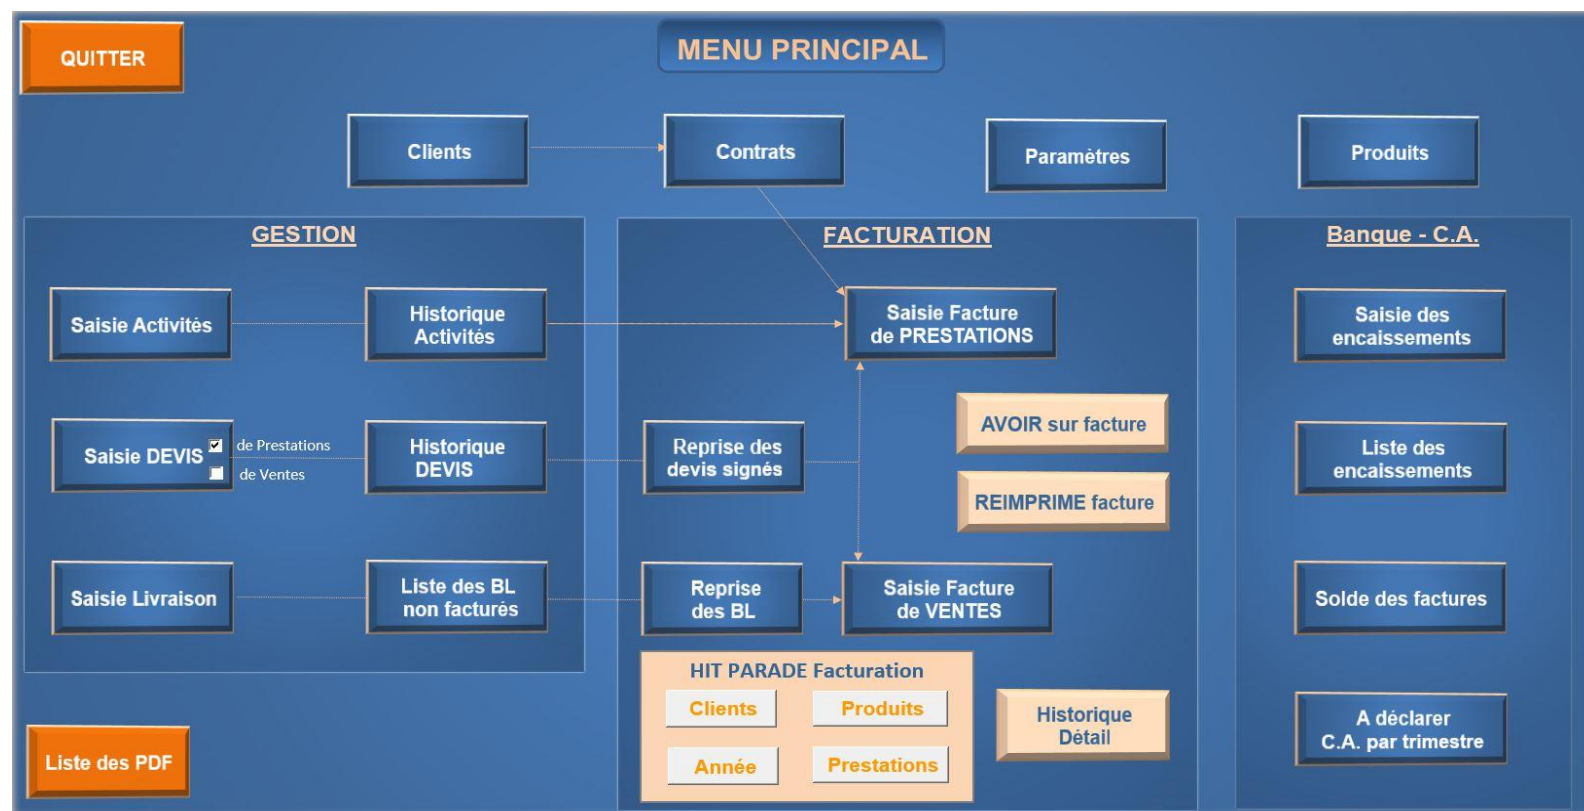 QUITTER
MENU PRINCIPAL
Clients
Contrats
Paramètres
Produits
GESTION
Saisie Activités
Historique
Activités
Saisie DEVIS
de Prestations
de Ventes
Historique
DEVIS
Saisie Livraison
Liste des BL
non facturés
FACTURATION
Saisie Facture
de PRESTATIONS
AVOIR sur facture
Reprise des
devis signés
REIMPRIME facture
Reprise
des BL
Saisie Facture
de VENTES
HIT PARADE Facturation
Clients
Produits
Année
Prestations
Historique
Détail
Banque - C.A.
Saisie des
encaissements
Liste des
encaissements
Solde des factures
A déclarer
C.A. par trimestre
Liste des PDF